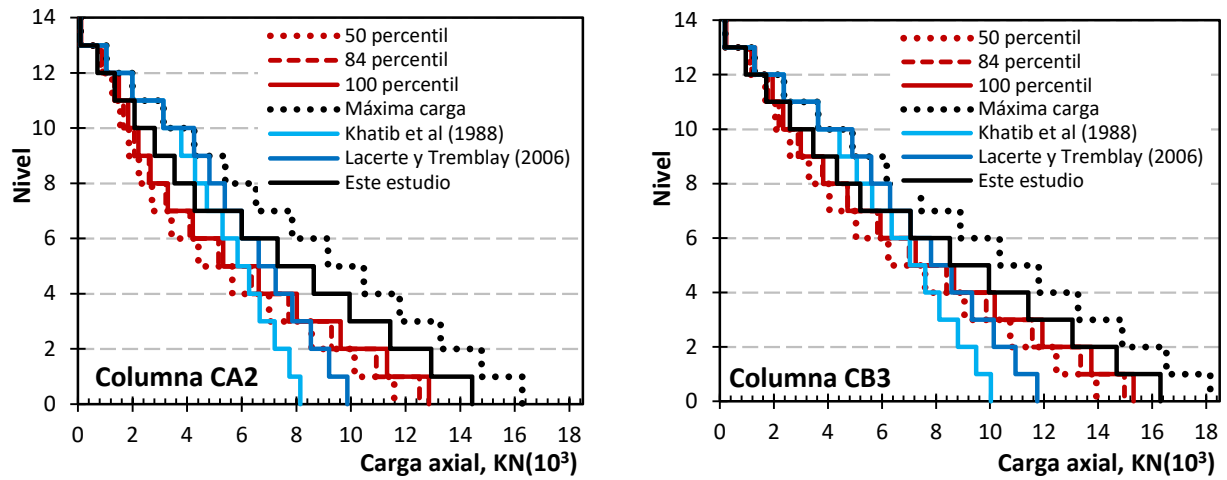 14
12
10
8
6
4
2
0
Nivel
50 percentil
84 percentil
100 percentil
Máxima carga
Khatib et al (1988)
Lacerte y Tremblay (2006)
Este estudio
Columna CA2
0 2 4 6 8 10 12 14 16 18
Carga axial, KN(10³)
14
12
10
8
6
4
2
0
Nivel
50 percentil
84 percentil
100 percentil
Máxima carga
Khatib et al (1988)
Lacerte y Tremblay (2006)
Este estudio
Columna CB3
0 2 4 6 8 10 12 14 16 18
Carga axial, KN(10³)